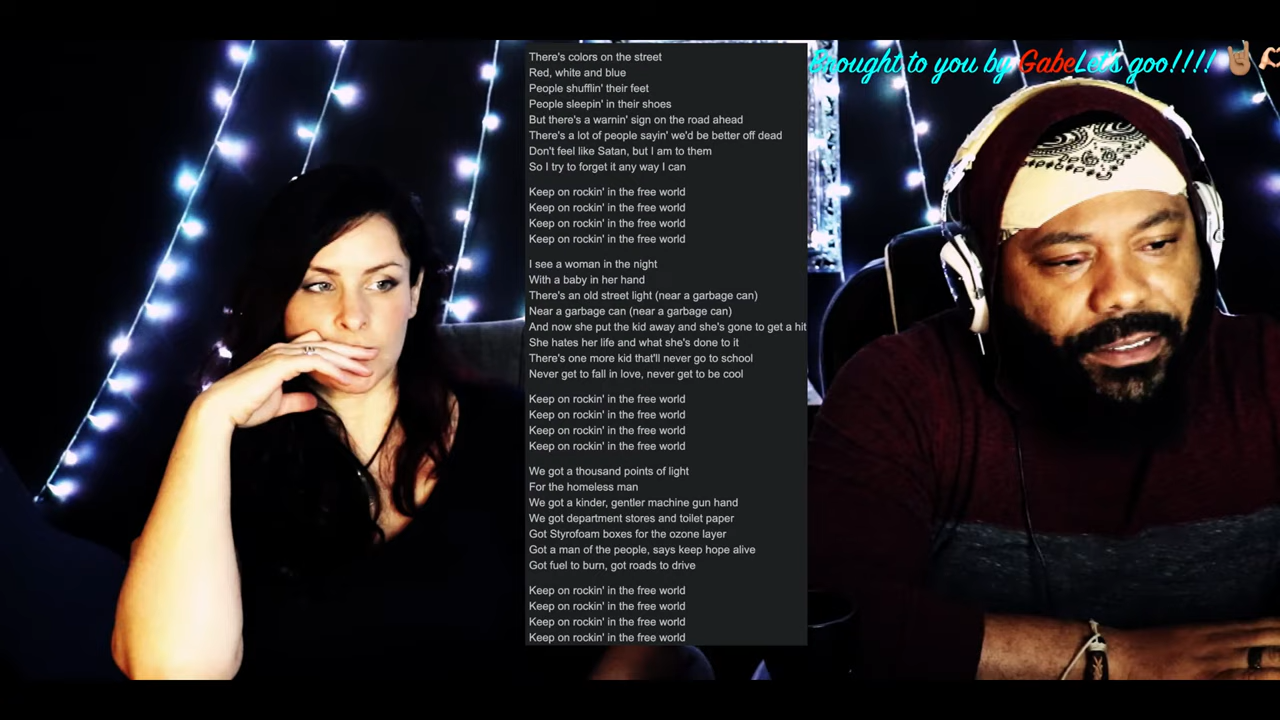 Brought to you by GabeLet's goo!!!! 🤘🏽 🫶🏼
There's colors on the street
Red, white and blue
People shufflin' their feet
People sleepin' in their shoes
But there's a warnin' sign on the road ahead
There's a lot of people sayin' we'd be better off dead
Don't feel like Satan, but I am to them
So I try to forget it any way I can
Keep on rockin' in the free world
Keep on rockin' in the free world
Keep on rockin' in the free world
Keep on rockin' in the free world
I see a woman in the night
With a baby in her hand
There's an old street light (near a garbage can)
Near a garbage can (near a garbage can)
And now she put the kid away and she's gone to get a hit
She hates her life and what she's done to it
There's one more kid that'll never go to school
Never get to fall in love, never get to be cool
Keep on rockin' in the free world
Keep on rockin' in the free world
Keep on rockin' in the free world
Keep on rockin' in the free world
We got a thousand points of light
For the homeless man
We got a kinder, gentler machine gun hand
We got department stores and toilet paper
Got Styrofoam boxes for the ozone layer
Got a man of the people, says keep hope alive
Got fuel to burn, got roads to drive
Keep on rockin' in the free world
Keep on rockin' in the free world
Keep on rockin' in the free world
Keep on rockin' in the free world